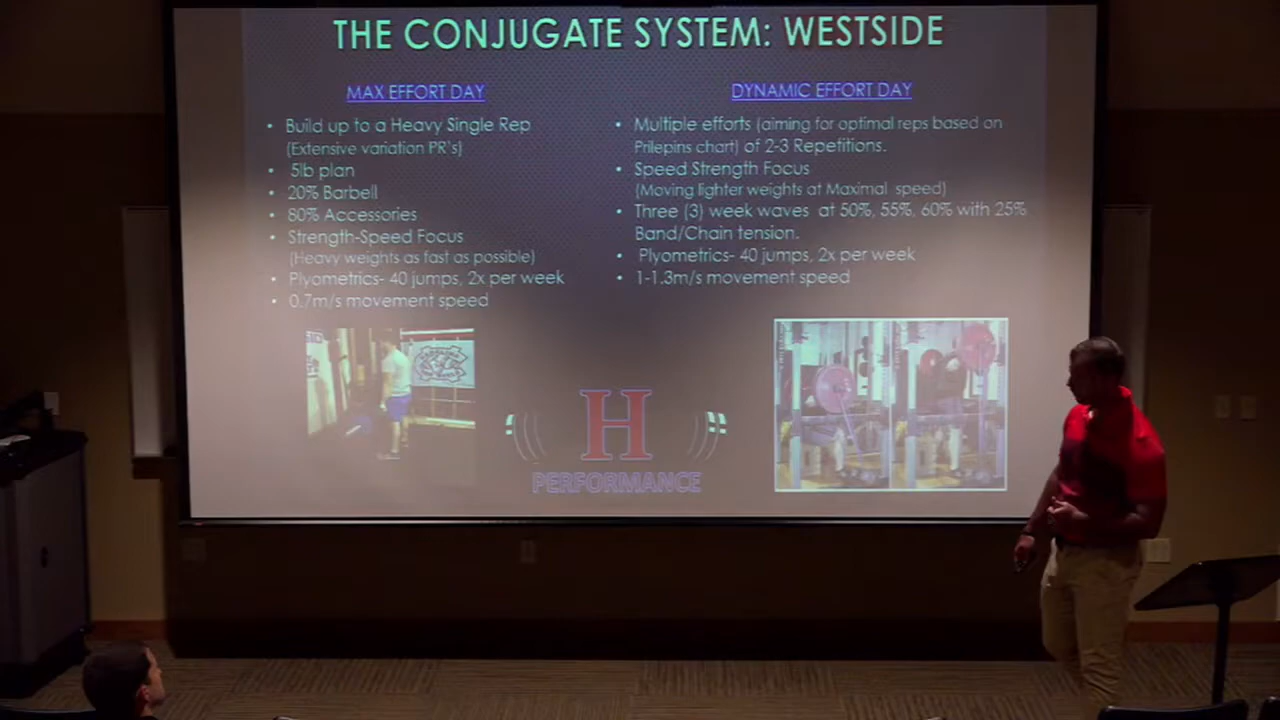 THE CONJUGATE SYSTEM: WESTSIDE
MAX EFFORT DAY
• Build up to a Heavy Single Rep
(Extensive variation PR's)
• 5lb plan
• 20% Barbell
• 80% Accessories
• Strength-Speed Focus
(Heavy weights as fast as possible)
• Plyometrics- 40 jumps, 2x per week
• 0.7m/s movement speed
DYNAMIC EFFORT DAY
• Multiple efforts (aiming for optimal reps based on
Prilepins chart) of 2-3 Repetitions.
• Speed Strength Focus
(Moving lighter weights at Maximal speed)
• Three (3) week waves at 50%, 55%, 60% with 25%
Band/Chain tension.
• Plyometrics- 40 jumps, 2x per week
• 1-1.3m/s movement speed
H
PERFORMANCE